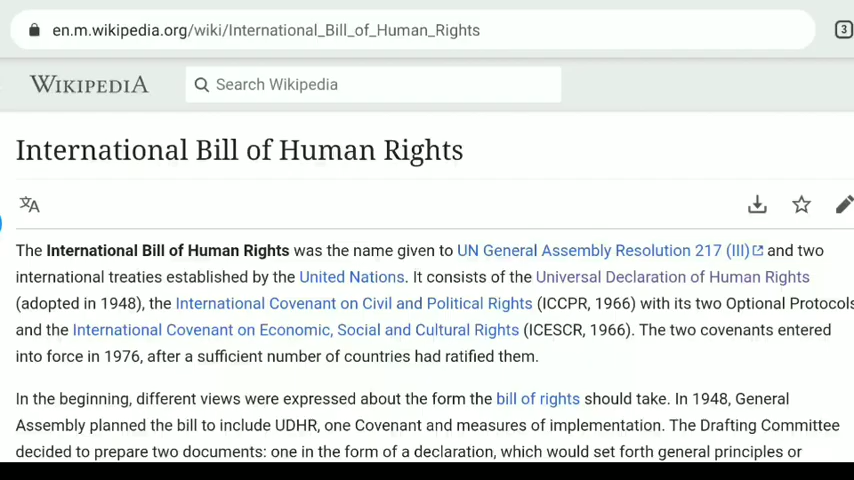 en.m.wikipedia.org/wiki/International_Bill_of_Human_Rights
3
WIKIPEDIA
Search Wikipedia
International Bill of Human Rights
The International Bill of Human Rights was the name given to UN General Assembly Resolution 217 (III) and two
international treaties established by the United Nations. It consists of the Universal Declaration of Human Rights
(adopted in 1948), the International Covenant on Civil and Political Rights (ICCPR, 1966) with its two Optional Protocols
and the International Covenant on Economic, Social and Cultural Rights (ICESCR, 1966). The two covenants entered
into force in 1976, after a sufficient number of countries had ratified them.
In the beginning, different views were expressed about the form the bill of rights should take. In 1948, General
Assembly planned the bill to include UDHR, one Covenant and measures of implementation. The Drafting Committee
decided to prepare two documents: one in the form of a declaration, which would set forth general principles or